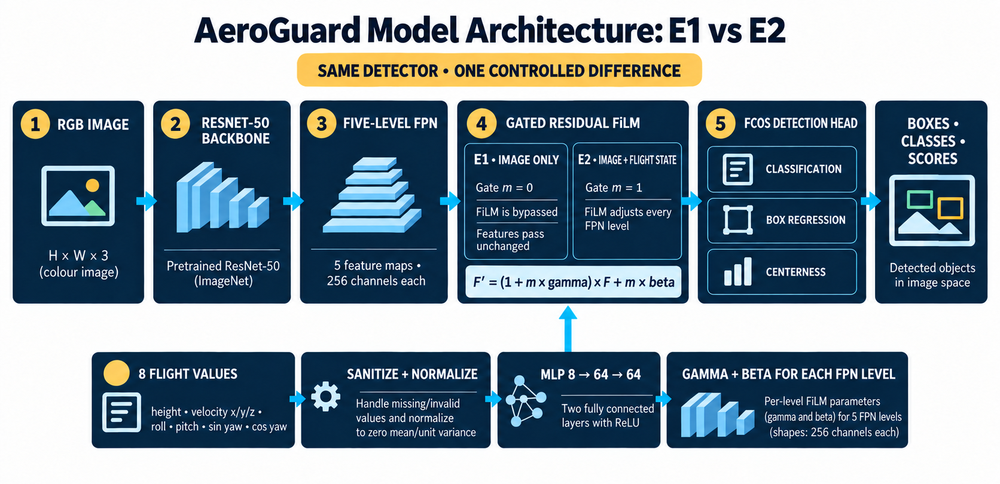 AeroGuard Model Architecture: E1 vs E2
SAME DETECTOR • ONE CONTROLLED DIFFERENCE
1
RGB IMAGE
H × W × 3
(colour image)
2
RESNET-50
BACKBONE
Pretrained ResNet-50
(ImageNet)
3
FIVE-LEVEL FPN
5 feature maps •
256 channels each
4
GATED RESIDUAL FiLM
E1 • IMAGE ONLY
Gate m = 0
FiLM is bypassed
Features pass
unchanged
E2 • IMAGE + FLIGHT STATE
Gate m = 1
FiLM adjusts every
FPN level
F′ = (1 + m × gamma) × F + m × beta
5
FCOS DETECTION HEAD
CLASSIFICATION
BOX REGRESSION
CENTERNESS
BOXES •
CLASSES •
SCORES
Detected objects
in image space
8 FLIGHT VALUES
height • velocity x/y/z •
roll • pitch • sin yaw • cos yaw
SANITIZE + NORMALIZE
Handle missing/invalid
values and normalize
to zero mean/unit variance
MLP 8 → 64 → 64
Two fully connected
layers with ReLU
GAMMA + BETA FOR EACH FPN LEVEL
Per-level FiLM parameters
(gamma and beta) for 5 FPN levels
(shapes: 256 channels each)